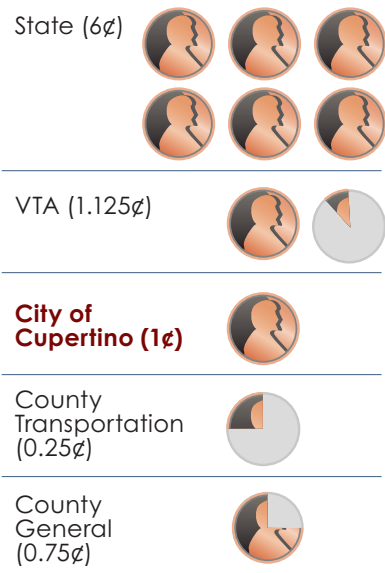 State (6¢)
VTA (1.125¢)
City of
Cupertino (1¢)
County
Transportation
(0.25¢)
County
General
(0.75¢)